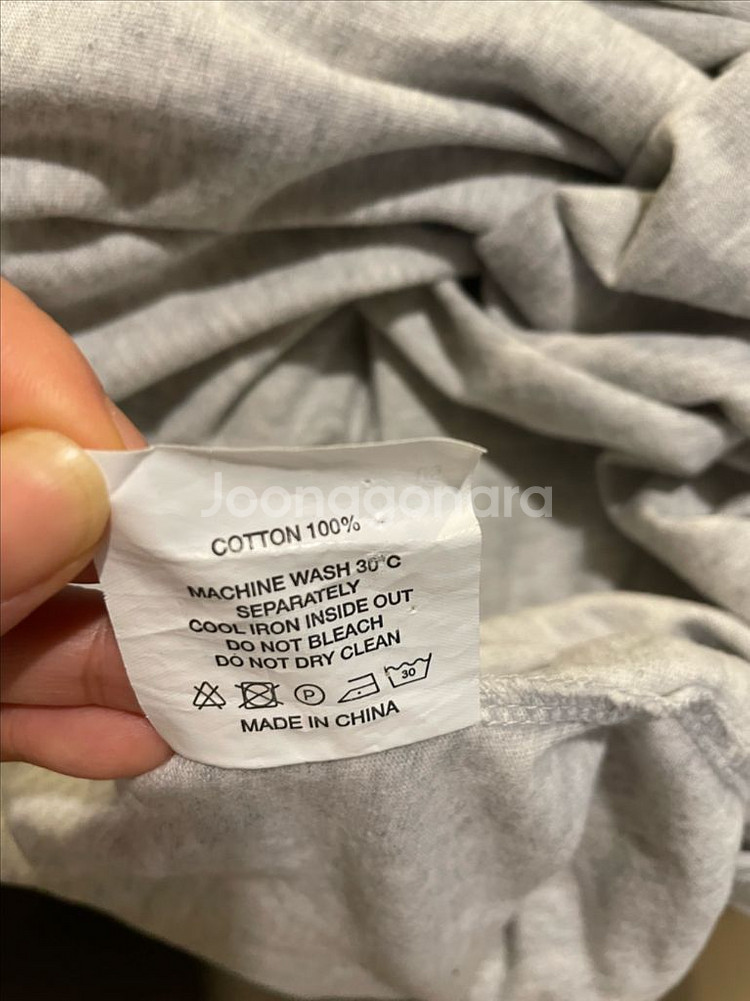 Joonggonara
COTTON 100%
MACHINE WASH 30°C
SEPARATELY
COOL IRON INSIDE OUT
DO NOT BLEACH
DO NOT DRY CLEAN
P
30
MADE IN CHINA